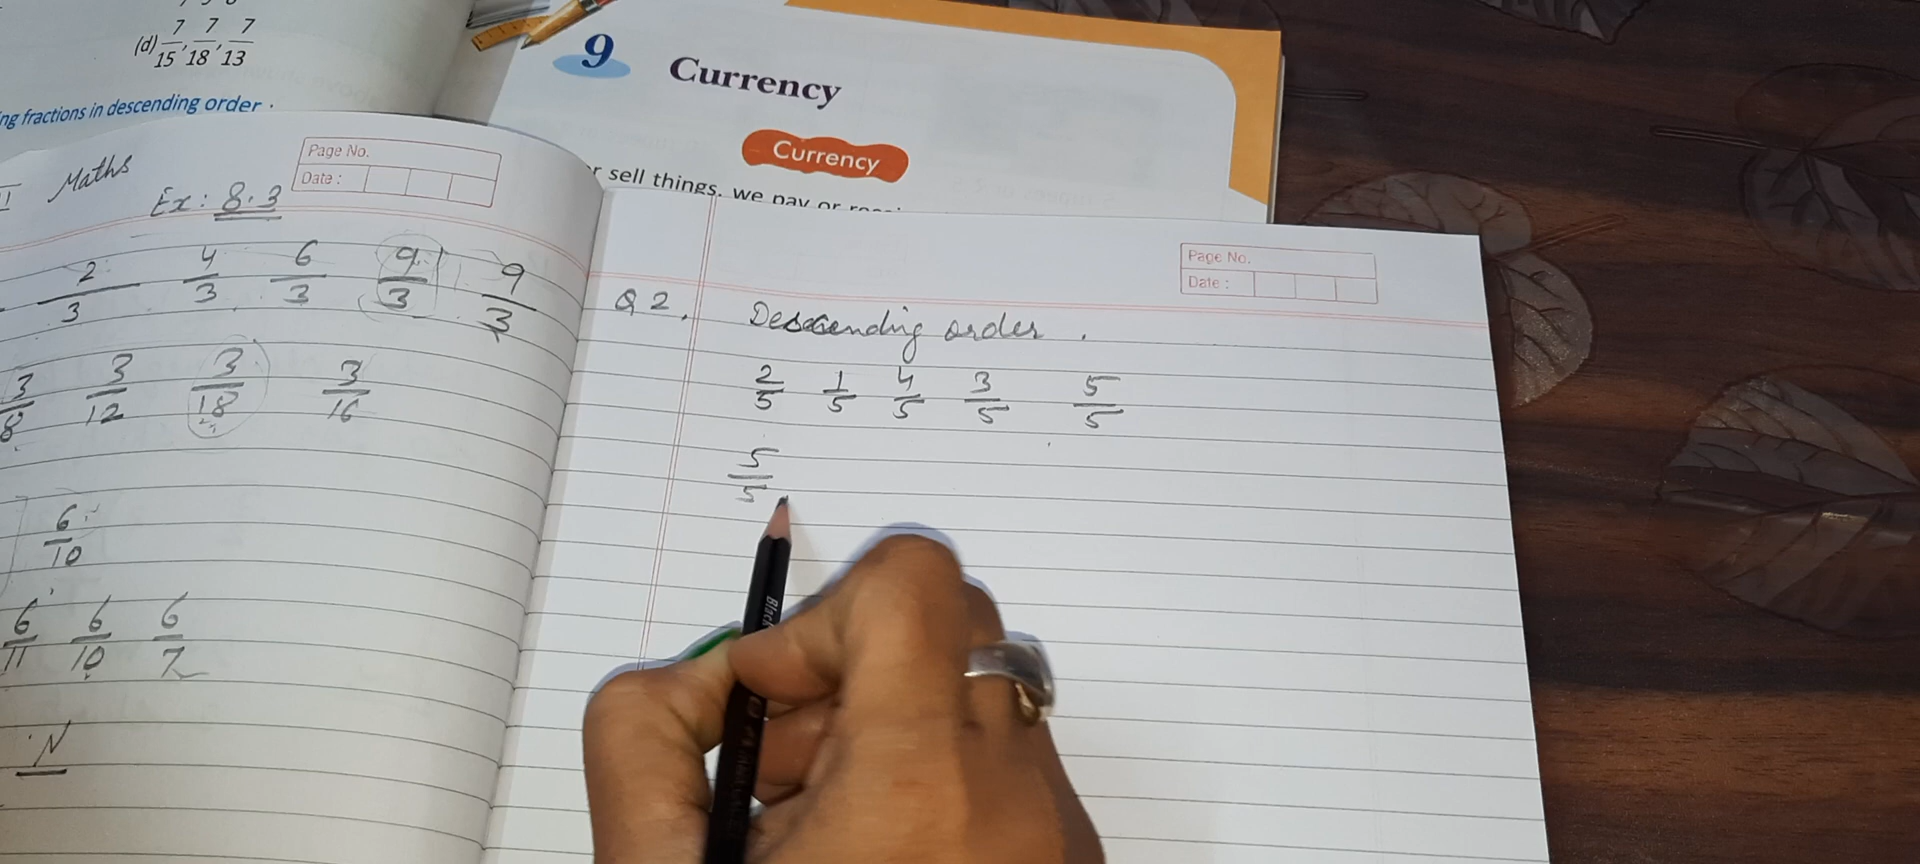 (d) 7/15, 7/18, 7/13
ng fractions in descending order .
9 Currency
Currency
r sell things, we pay or
Maths
Page No.
Date :
Ex : 8.3
2/3 4/3 6/3 9/3 9/3
3/8 3/12 3/18 3/16
6/10
6/11 6/10 6/7
N
Page No.
Date :
Q 2. Descending order .
2/5 1/5 4/5 3/5 5/5
5/5
Black